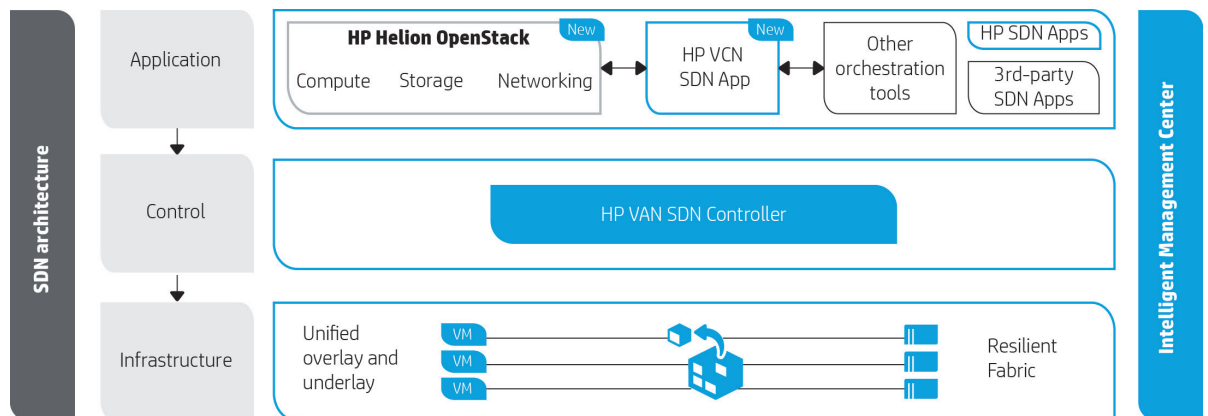 SDN architecture
Application
HP Helion OpenStack
New
Compute Storage Networking
HP VCN
SDN App
New
Other
orchestration
tools
HP SDN Apps
3rd-party
SDN Apps
Control
HP VAN SDN Controller
Infrastructure
Unified
overlay and
underlay
VM
VM
VM
Resilient
Fabric
Intelligent Management Center